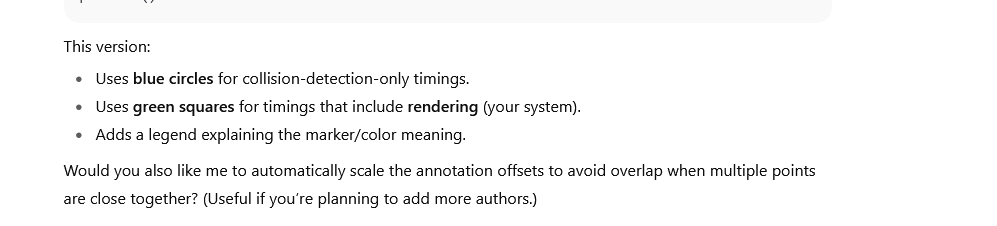 This version:
• Uses blue circles for collision-detection-only timings.
• Uses green squares for timings that include rendering (your system).
• Adds a legend explaining the marker/color meaning.
Would you also like me to automatically scale the annotation offsets to avoid overlap when multiple points
are close together? (Useful if you're planning to add more authors.)